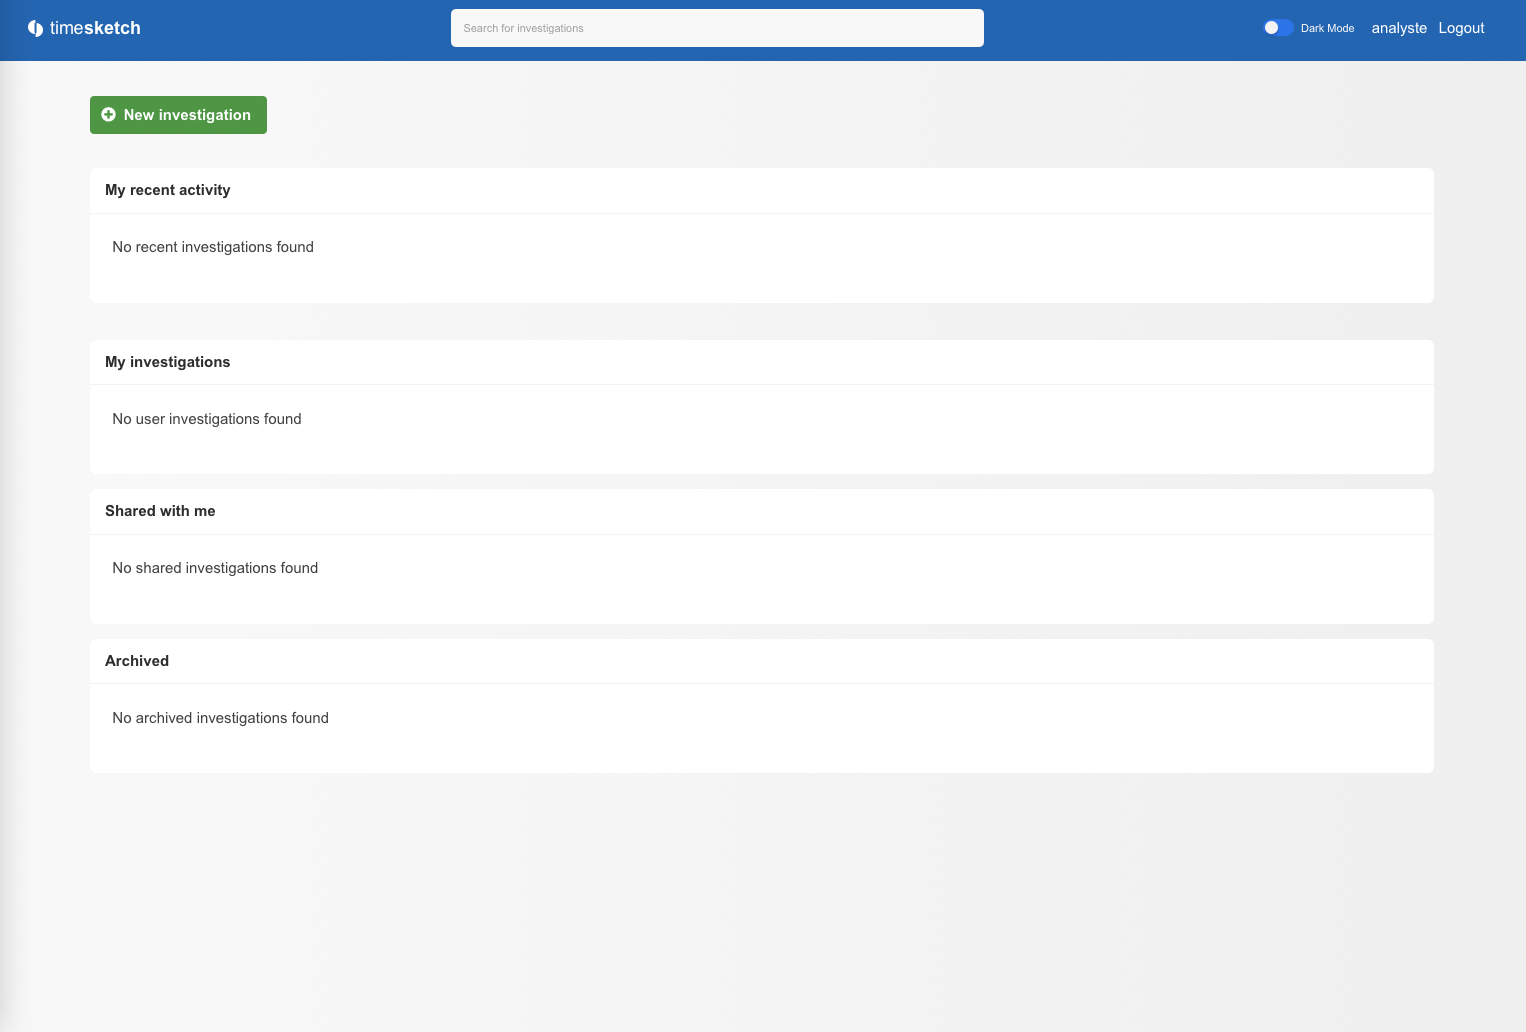 timesketch
Search for investigations
Dark Mode
analyste
Logout
New investigation
My recent activity
No recent investigations found
My investigations
No user investigations found
Shared with me
No shared investigations found
Archived
No archived investigations found